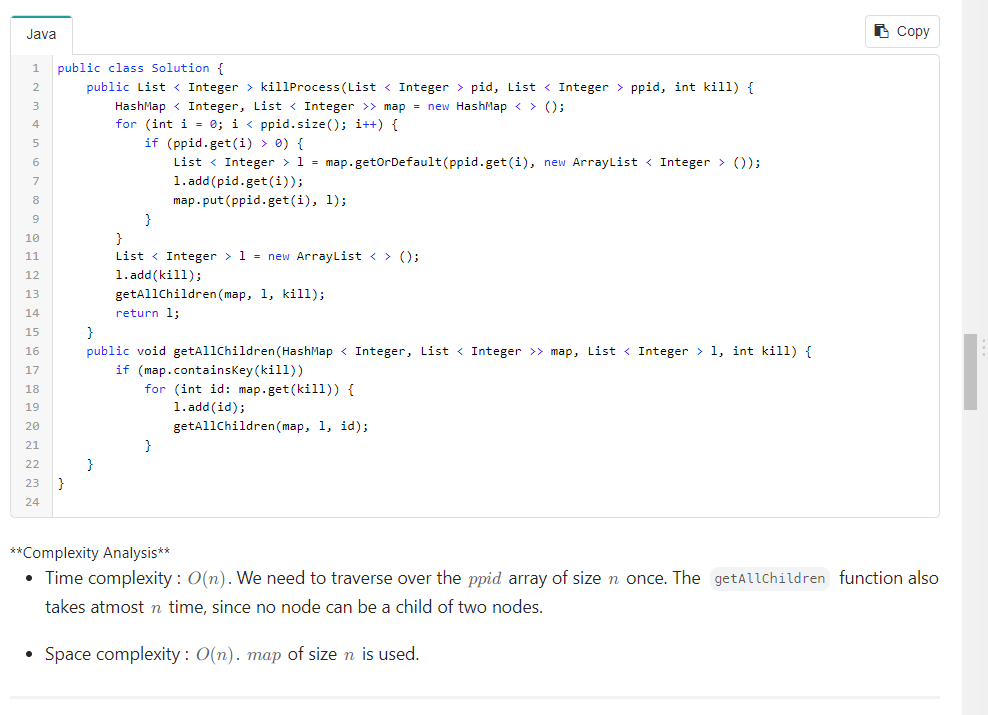 Java
Copy
1 public class Solution {
2 public List < Integer > killProcess(List < Integer > pid, List < Integer > ppid, int kill) {
3 HashMap < Integer, List < Integer >> map = new HashMap < > ();
4 for (int i = 0; i < ppid.size(); i++) {
5 if (ppid.get(i) > 0) {
6 List < Integer > l = map.getOrDefault(ppid.get(i), new ArrayList < Integer > ());
7 l.add(pid.get(i));
8 map.put(ppid.get(i), l);
9 }
10 }
11 List < Integer > l = new ArrayList < > ();
12 l.add(kill);
13 getAllChildren(map, l, kill);
14 return l;
15 }
16 public void getAllChildren(HashMap < Integer, List < Integer >> map, List < Integer > l, int kill) {
17 if (map.containsKey(kill))
18 for (int id: map.get(kill)) {
19 l.add(id);
20 getAllChildren(map, l, id);
21 }
22 }
23 }
24
**Complexity Analysis**
• Time complexity : O(n). We need to traverse over the ppid array of size n once. The getAllChildren function also
takes atmost n time, since no node can be a child of two nodes.
• Space complexity : O(n). map of size n is used.